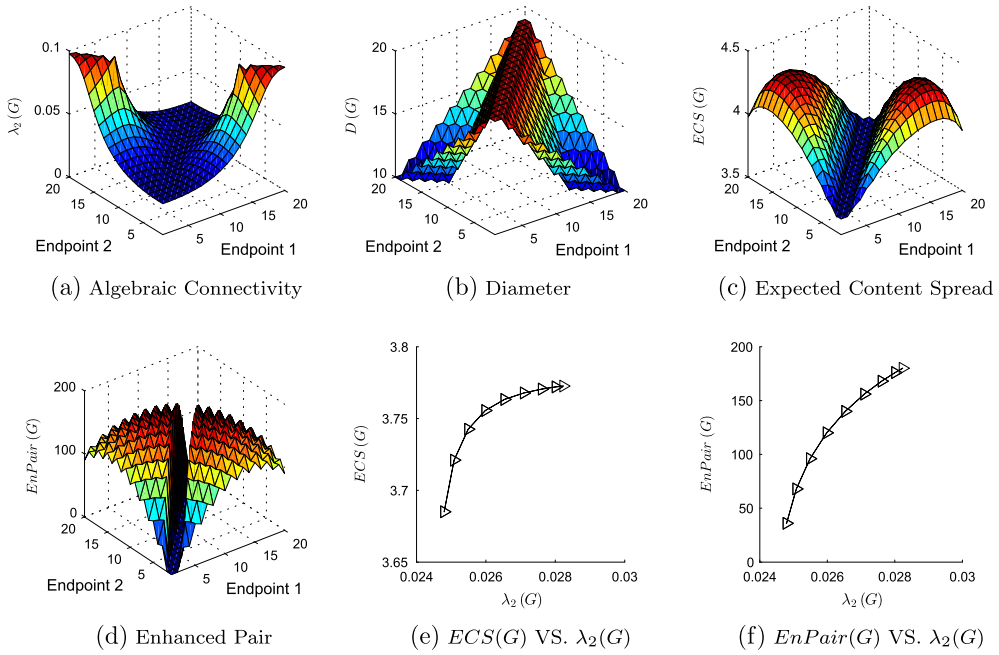 0.1
0.05
0
λ2(G)
20
15
10
5
Endpoint 2
5
10
15
20
Endpoint 1
(a) Algebraic Connectivity
20
15
10
D(G)
20
15
10
5
Endpoint 2
5
10
15
20
Endpoint 1
(b) Diameter
4.5
4
3.5
ECS(G)
20
15
10
5
Endpoint 2
5
10
15
20
Endpoint 1
(c) Expected Content Spread
200
100
0
EnPair(G)
20
15
10
5
Endpoint 2
5
10
15
20
Endpoint 1
(d) Enhanced Pair
3.8
3.75
3.7
3.65
ECS(G)
0.024 0.026 0.028 0.03
λ2(G)
(e) ECS(G) VS. λ2(G)
200
150
100
50
0
EnPair(G)
0.024 0.026 0.028 0.03
λ2(G)
(f) EnPair(G) VS. λ2(G)